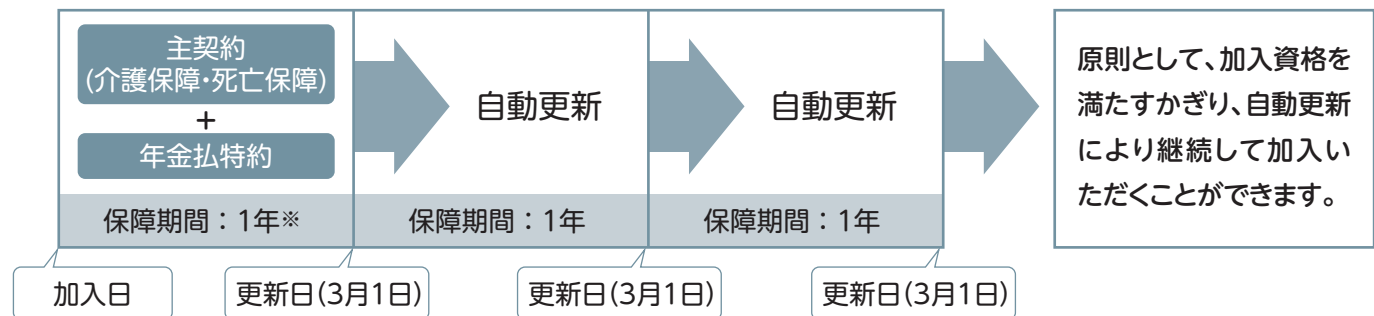 主契約
(介護保障・死亡保障)
+
年金払特約
自動更新
自動更新
保障期間：1年※
保障期間：1年
保障期間：1年
加入日
更新日(3月1日)
更新日(3月1日)
更新日(3月1日)
原則として、加入資格を
満たすかぎり、自動更新
により継続して加入い
ただくことができます。